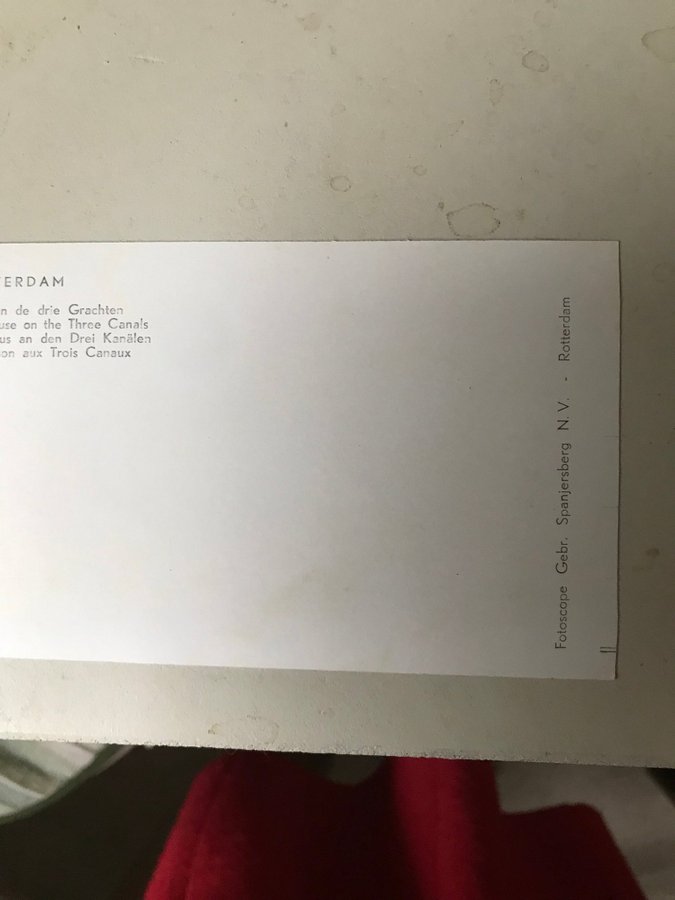 ERDAM
n de drie Grachten
use on the Three Canals
us an den Drei Kanälen
on aux Trois Canaux
Fotoscope Gebr. Spanjersberg N.V. - Rotterdam